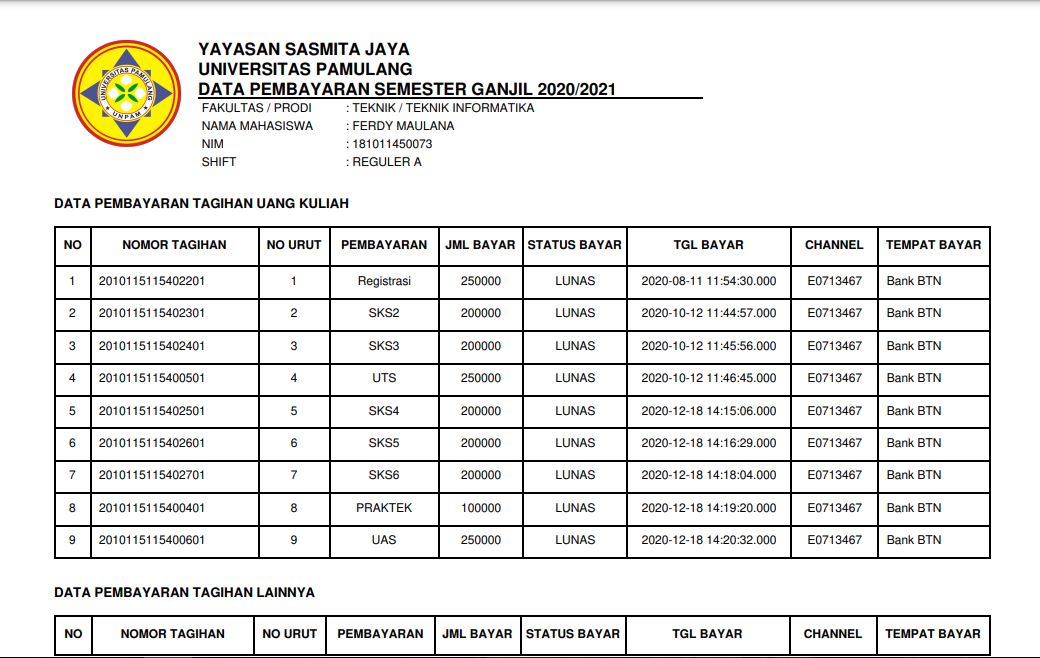 UNIVERSITAS PAMULANG
UNPAM
YAYASAN SASMITA JAYA
UNIVERSITAS PAMULANG
DATA PEMBAYARAN SEMESTER GANJIL 2020/2021
FAKULTAS / PRODI : TEKNIK / TEKNIK INFORMATIKA
NAMA MAHASISWA : FERDY MAULANA
NIM : 181011450073
SHIFT : REGULER A
DATA PEMBAYARAN TAGIHAN UANG KULIAH
NO NOMOR TAGIHAN NO URUT PEMBAYARAN JML BAYAR STATUS BAYAR TGL BAYAR CHANNEL TEMPAT BAYAR
1 2010115115402201 1 Registrasi 250000 LUNAS 2020-08-11 11:54:30.000 E0713467 Bank BTN
2 2010115115402301 2 SKS2 200000 LUNAS 2020-10-12 11:44:57.000 E0713467 Bank BTN
3 2010115115402401 3 SKS3 200000 LUNAS 2020-10-12 11:45:56.000 E0713467 Bank BTN
4 2010115115400501 4 UTS 250000 LUNAS 2020-10-12 11:46:45.000 E0713467 Bank BTN
5 2010115115402501 5 SKS4 200000 LUNAS 2020-12-18 14:15:06.000 E0713467 Bank BTN
6 2010115115402601 6 SKS5 200000 LUNAS 2020-12-18 14:16:29.000 E0713467 Bank BTN
7 2010115115402701 7 SKS6 200000 LUNAS 2020-12-18 14:18:04.000 E0713467 Bank BTN
8 2010115115400401 8 PRAKTEK 100000 LUNAS 2020-12-18 14:19:20.000 E0713467 Bank BTN
9 2010115115400601 9 UAS 250000 LUNAS 2020-12-18 14:20:32.000 E0713467 Bank BTN
DATA PEMBAYARAN TAGIHAN LAINNYA
NO NOMOR TAGIHAN NO URUT PEMBAYARAN JML BAYAR STATUS BAYAR TGL BAYAR CHANNEL TEMPAT BAYAR